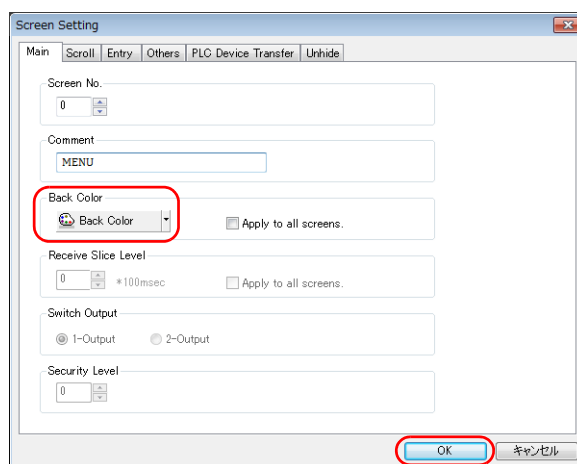 Screen Setting
Main Scroll Entry Others PLC Device Transfer Unhide
Screen No.
0
Comment
MENU
Back Color
Back Color Apply to all screens.
Receive Slice Level
0 *100msec Apply to all screens.
Switch Output
1-Output 2-Output
Security Level
0
OK キャンセル